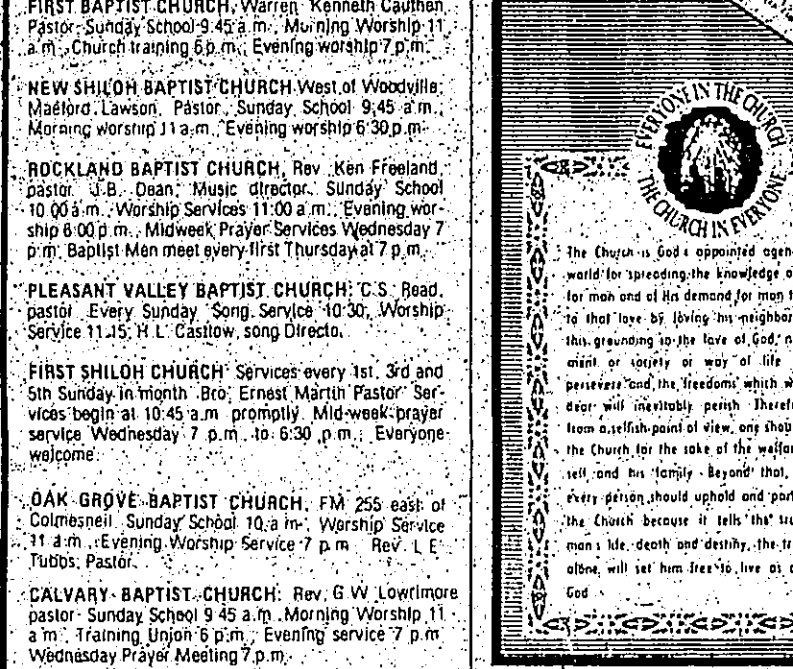 FIRST BAPTIST CHURCH, Warren Kenneth Cauthen,
Pastor Sunday School 9:45 a.m., Morning Worship 11
a.m., Church training 6 p.m., Evening worship 7 p.m.
NEW SHILOH BAPTIST CHURCH West of Woodville,
Maeford Lawson, Pastor, Sunday School 9:45 a.m.,
Morning worship 11 a.m., Evening worship 6:30 p.m.
ROCKLAND BAPTIST CHURCH, Rev. Ken Freeland,
pastor. J.B. Dean, Music director. Sunday School
10:00 a.m. Worship Services 11:00 a.m., Evening wor-
ship 6:00 p.m., Midweek Prayer Services Wednesday 7
p.m. Baptist Men meet every first Thursday at 7 p.m.
PLEASANT VALLEY BAPTIST CHURCH, C.S. Read,
pastor. Every Sunday Song Service 10:30, Worship
Service 11:15, H.L. Castlow, song Directo.
FIRST SHILOH CHURCH Services every 1st, 3rd and
5th Sunday in month. Bro. Ernest Martin Pastor Ser-
vices begin at 10:45 a.m. promptly. Mid-week prayer
service Wednesday 7 p.m. to 6:30 p.m. Everyone
welcome.
OAK GROVE BAPTIST CHURCH, FM 255 east of
Colmesneil. Sunday School 10 a.m., Worship Service
11 a.m. Evening Worship Service 7 p.m. Rev. L.E.
Tubbs, Pastor.
CALVARY BAPTIST CHURCH: Rev. G.W. Lowrimore
pastor Sunday School 9:45 a.m. Morning Worship 11
a.m., Training Union 6 p.m., Evening service 7 p.m.
Wednesday Prayer Meeting 7 p.m.
EVERYONE IN THE CHURCH
THE CHURCH IN EVERYONE
The Church is God's appointed agen
world for spreading the knowledge o
for man and of His demand for man t
to that love by loving his neighbor
this grounding in the love of God, n
ment or society or way of life
persevere and the freedoms which w
dear will inevitably perish Theref
from a selfish point of view, one shou
the Church for the sake of the welfar
self and his family Beyond that,
every person should uphold and part
the Church because it tells the tru
man's life, death and destiny, the tr
alone, will set him free to live as a
God